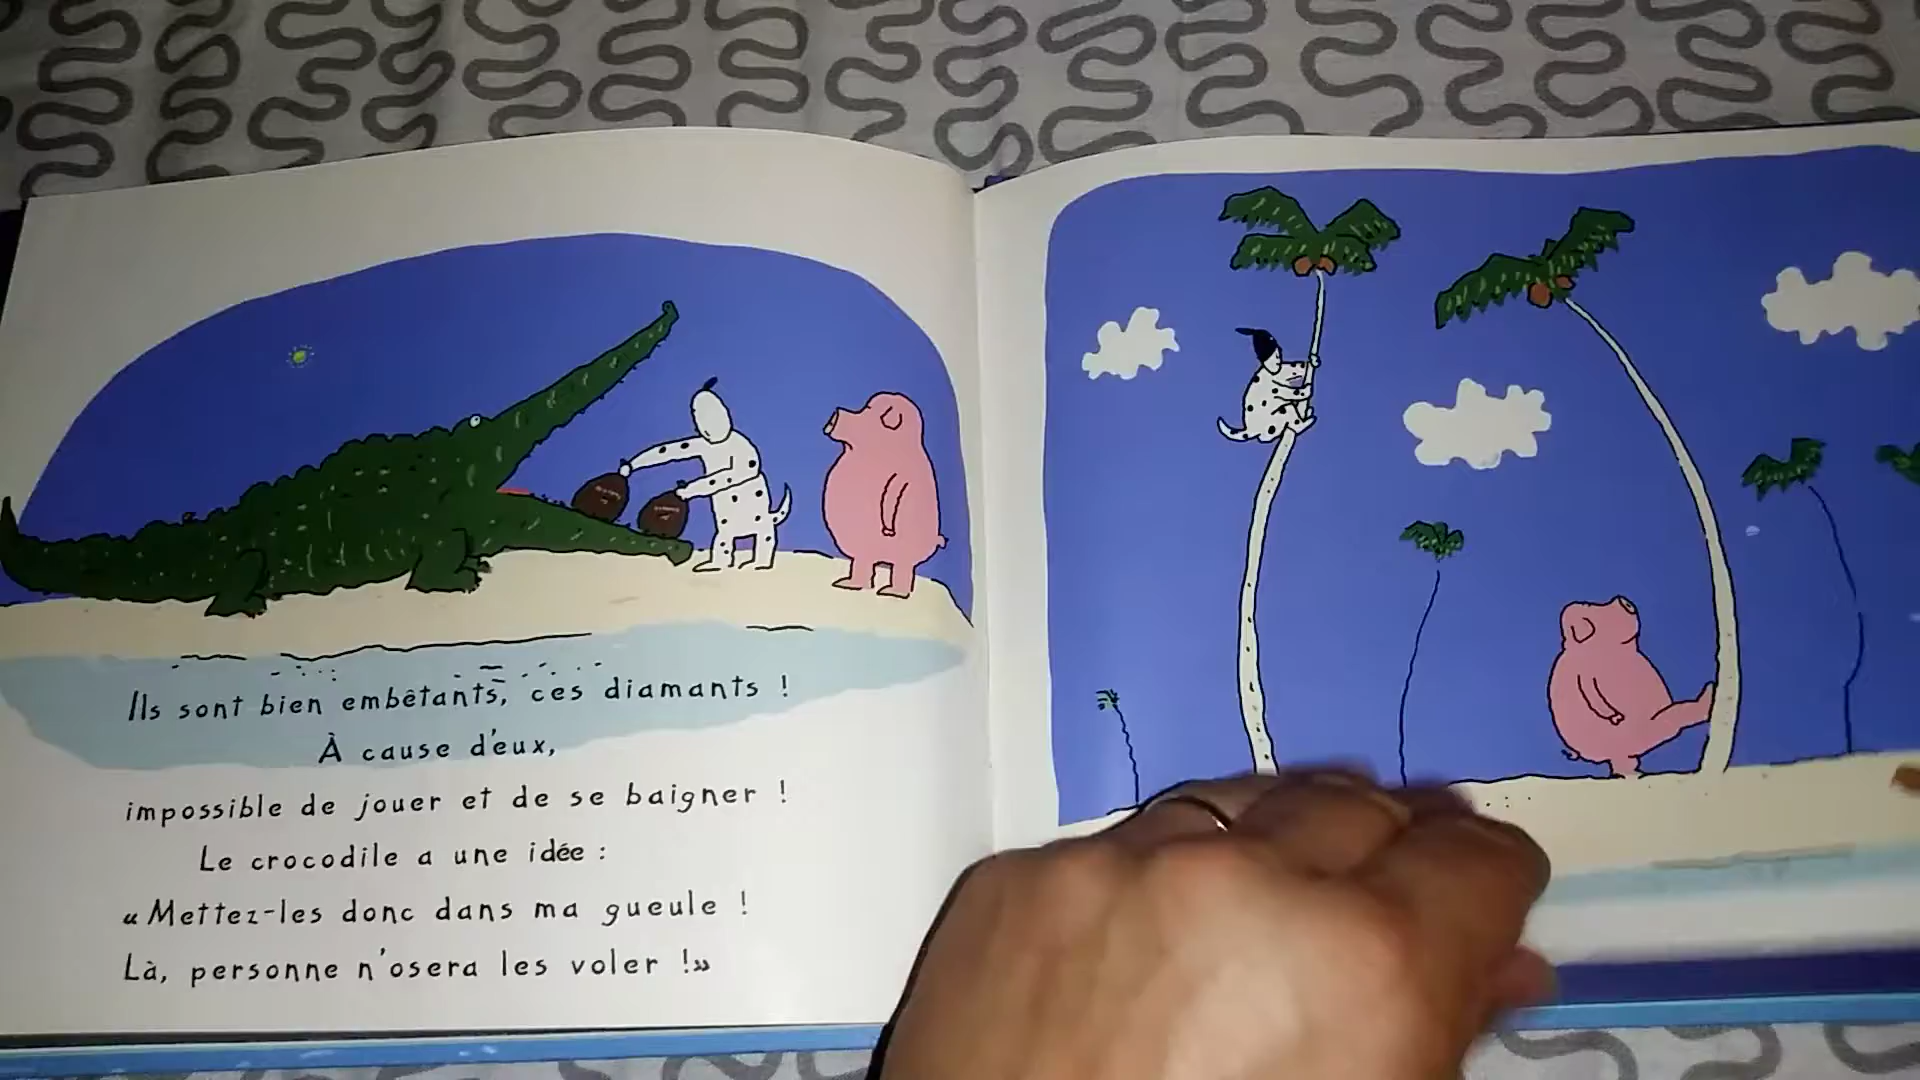 Ils sont bien embêtants, ces diamants !
À cause d'eux,
impossible de jouer et de se baigner !
Le crocodile a une idée :
« Mettez-les donc dans ma gueule !
Là, personne n'osera les voler !»